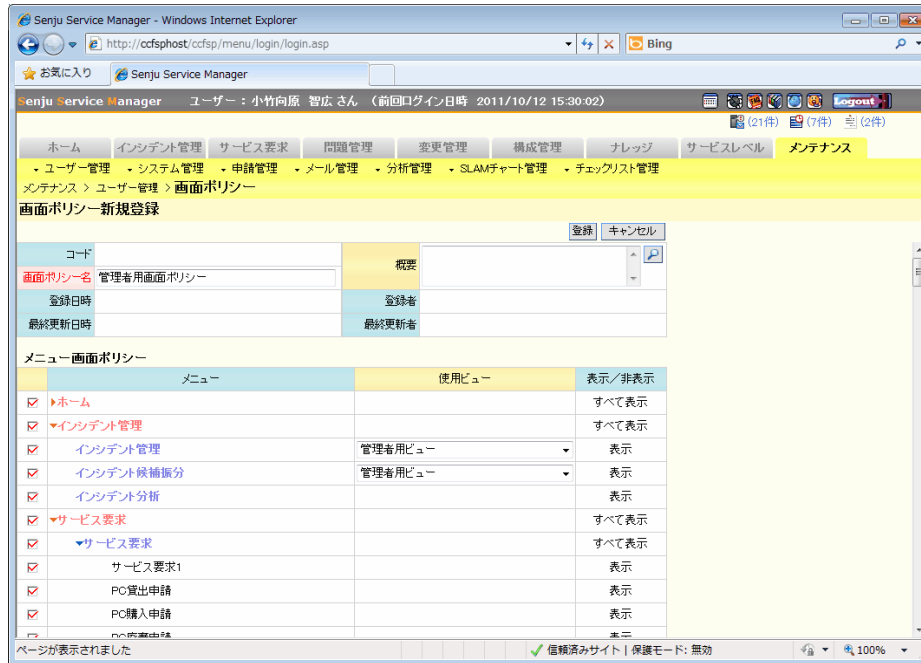 Senju Service Manager - Windows Internet Explorer
http://ccfsphost/ccfsp/menu/login/login.asp
Bing
お気に入り
Senju Service Manager
Senju Service Manager ユーザー：小竹向原 智広 さん （前回ログイン日時 2011/10/12 15:30:02） Logout
(21件) (7件) (2件)
ホーム インシデント管理 サービス要求 問題管理 変更管理 構成管理 ナレッジ サービスレベル メンテナンス
ユーザー管理 システム管理 申請管理 メール管理 分析管理 SLAMチャート管理 チェックリスト管理
メンテナンス > ユーザー管理 > 画面ポリシー
画面ポリシー新規登録
登録 キャンセル
コード 概要
画面ポリシー名 管理者用画面ポリシー
登録日時 登録者
最終更新日時 最終更新者
メニュー画面ポリシー
メニュー 使用ビュー 表示／非表示
ホーム すべて表示
インシデント管理 すべて表示
インシデント管理 管理者用ビュー 表示
インシデント候補振分 管理者用ビュー 表示
インシデント分析 表示
サービス要求 すべて表示
サービス要求 すべて表示
サービス要求1 表示
PC貸出申請 表示
PC購入申請 表示
PC廃棄申請 表示
ページが表示されました 信頼済みサイト | 保護モード: 無効 100%